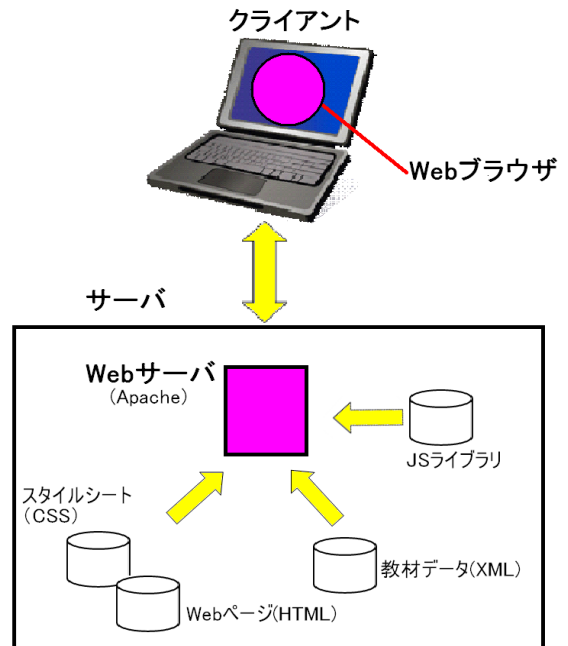 クライアント
Webブラウザ
サーバ
Webサーバ
(Apache)
JSライブラリ
スタイルシート
(CSS)
教材データ(XML)
Webページ(HTML)